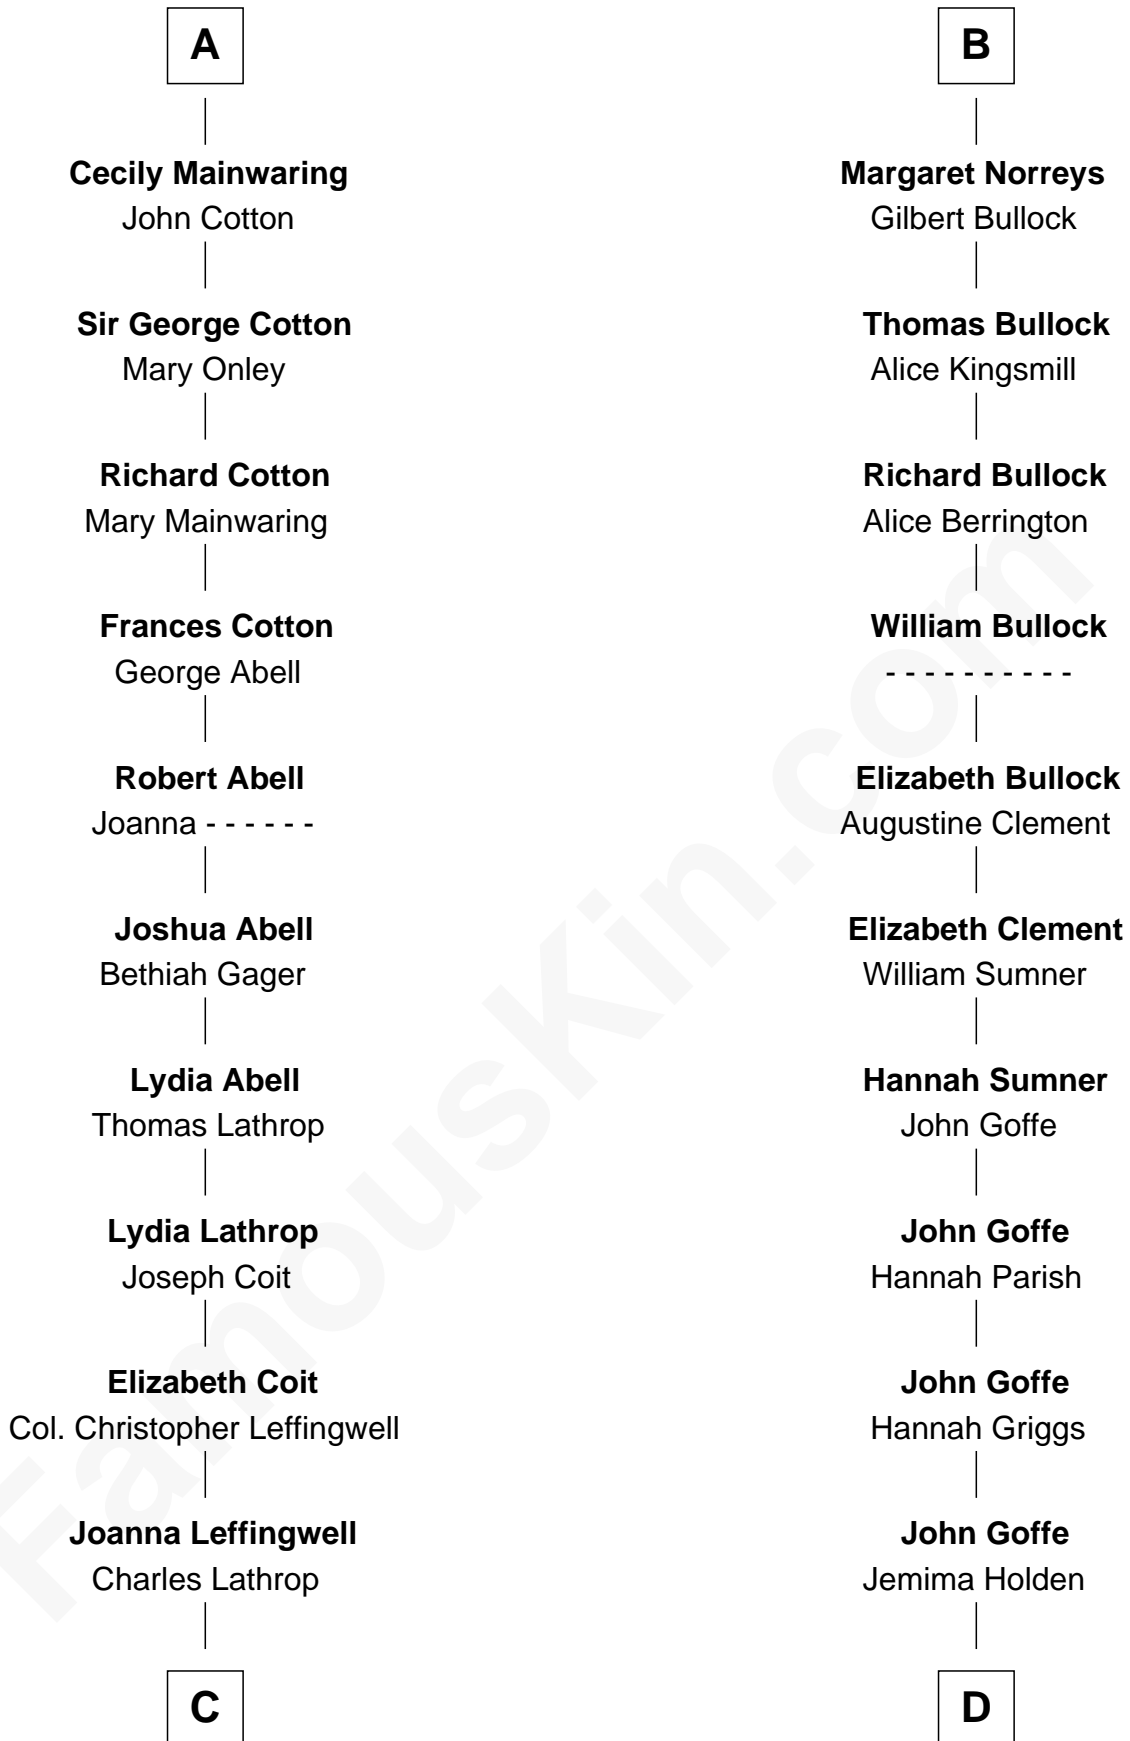 A
Cecily Mainwaring
John Cotton
Sir George Cotton
Mary Onley
Richard Cotton
Mary Mainwaring
Frances Cotton
George Abell
Robert Abell
Joanna - - - - - -
Joshua Abell
Bethiah Gager
Lydia Abell
Thomas Lathrop
Lydia Lathrop
Joseph Coit
Elizabeth Coit
Col. Christopher Leffingwell
Joanna Leffingwell
Charles Lathrop
C
B
Margaret Norreys
Gilbert Bullock
Thomas Bullock
Alice Kingsmill
Richard Bullock
Alice Berrington
William Bullock
- - - - - - - - - -
Elizabeth Bullock
Augustine Clement
Elizabeth Clement
William Sumner
Hannah Sumner
John Goffe
John Goffe
Hannah Parish
John Goffe
Hannah Griggs
John Goffe
Jemima Holden
D
FamousKin.com